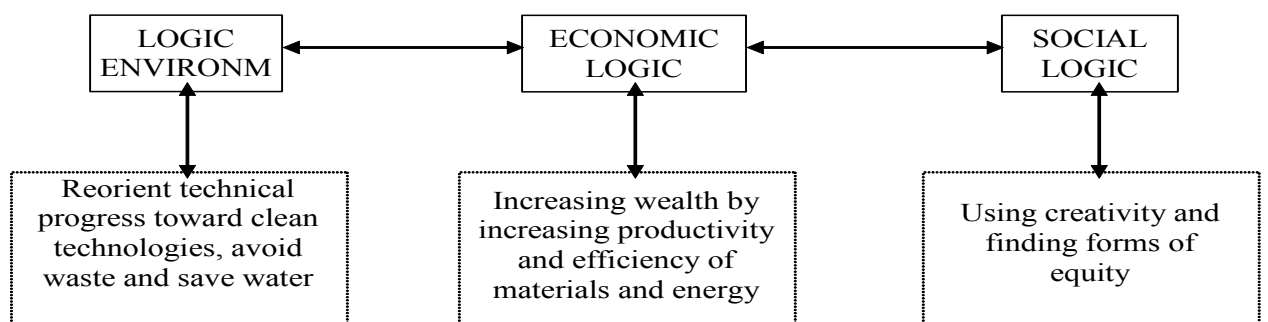 LOGIC
ENVIRONM
ECONOMIC
LOGIC
SOCIAL
LOGIC
Reorient technical
progress toward clean
technologies, avoid
waste and save water
Increasing wealth by
increasing productivity
and efficiency of
materials and energy
Using creativity and
finding forms of
equity